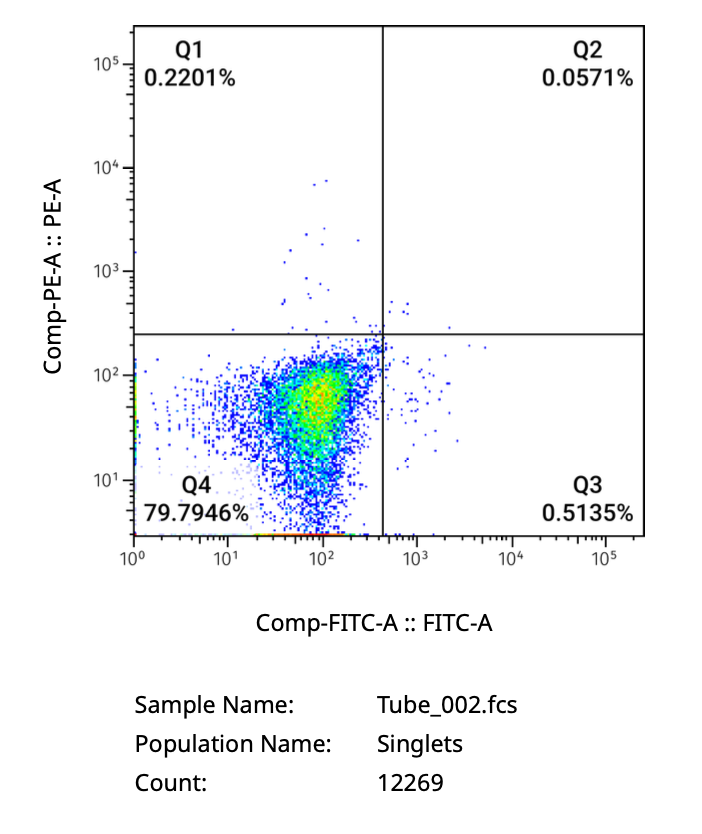 Q1
0.2201%
Q2
0.0571%
10⁵
10⁴
10³
10²
10¹
Comp-PE-A :: PE-A
Q4
79.7946%
Q3
0.5135%
10⁰ 10¹ 10² 10³ 10⁴ 10⁵
Comp-FITC-A :: FITC-A
Sample Name: Tube_002.fcs
Population Name: Singlets
Count: 12269